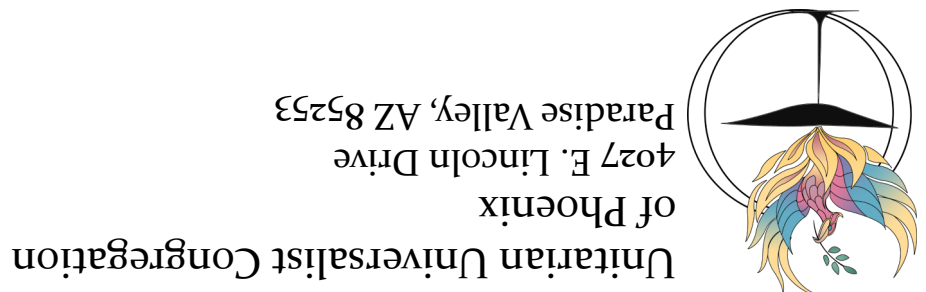 Unitarian Universalist Congregation
of Phoenix
4027 E. Lincoln Drive
Paradise Valley, AZ 85253